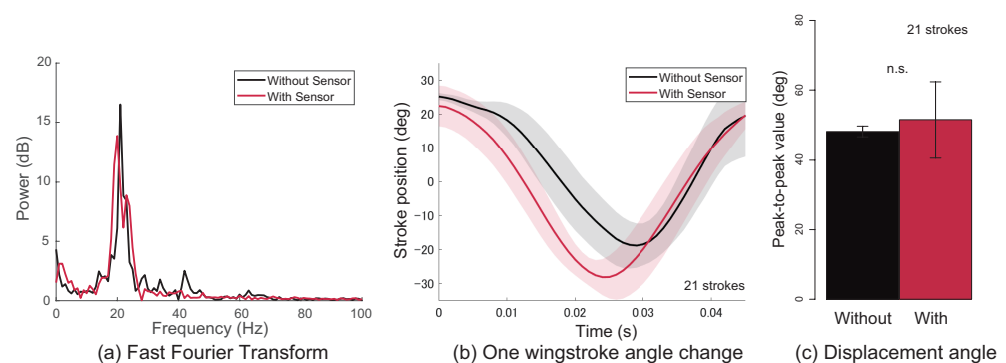 20
15
10
5
0
Power (dB)
Without Sensor
With Sensor
0
20
40
60
80
100
Frequency (Hz)
(a) Fast Fourier Transform
30
20
10
0
−10
−20
−30
Stroke position (deg)
Without Sensor
With Sensor
21 strokes
0
0.01
0.02
0.03
0.04
Time (s)
(b) One wingstroke angle change
80
60
40
20
0
Peak-to-peak value (deg)
21 strokes
n.s.
Without
With
(c) Displacement angle